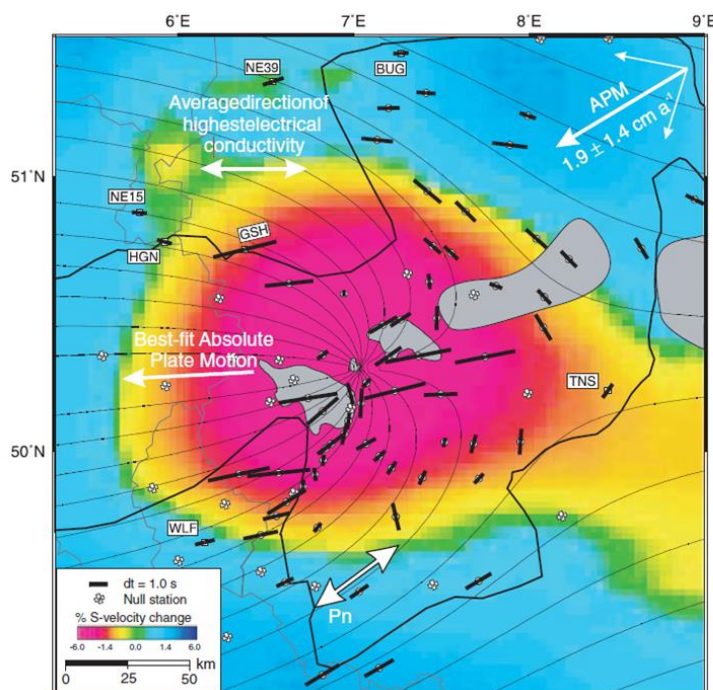 6°E 7°E 8°E 9°E
NE39
BUG
Averagedirectionof
highestelectrical
conductivity
APM
1.9 ± 1.4 cm a⁻¹
51°N
NE15
GSH
HGN
Best-fit Absolute
Plate Motion
TNS
50°N
WLF
Pn
dt = 1.0 s
Null station
% S-velocity change
-6.0 -1.4 0.0 2.0 6.0
km
0 25 50